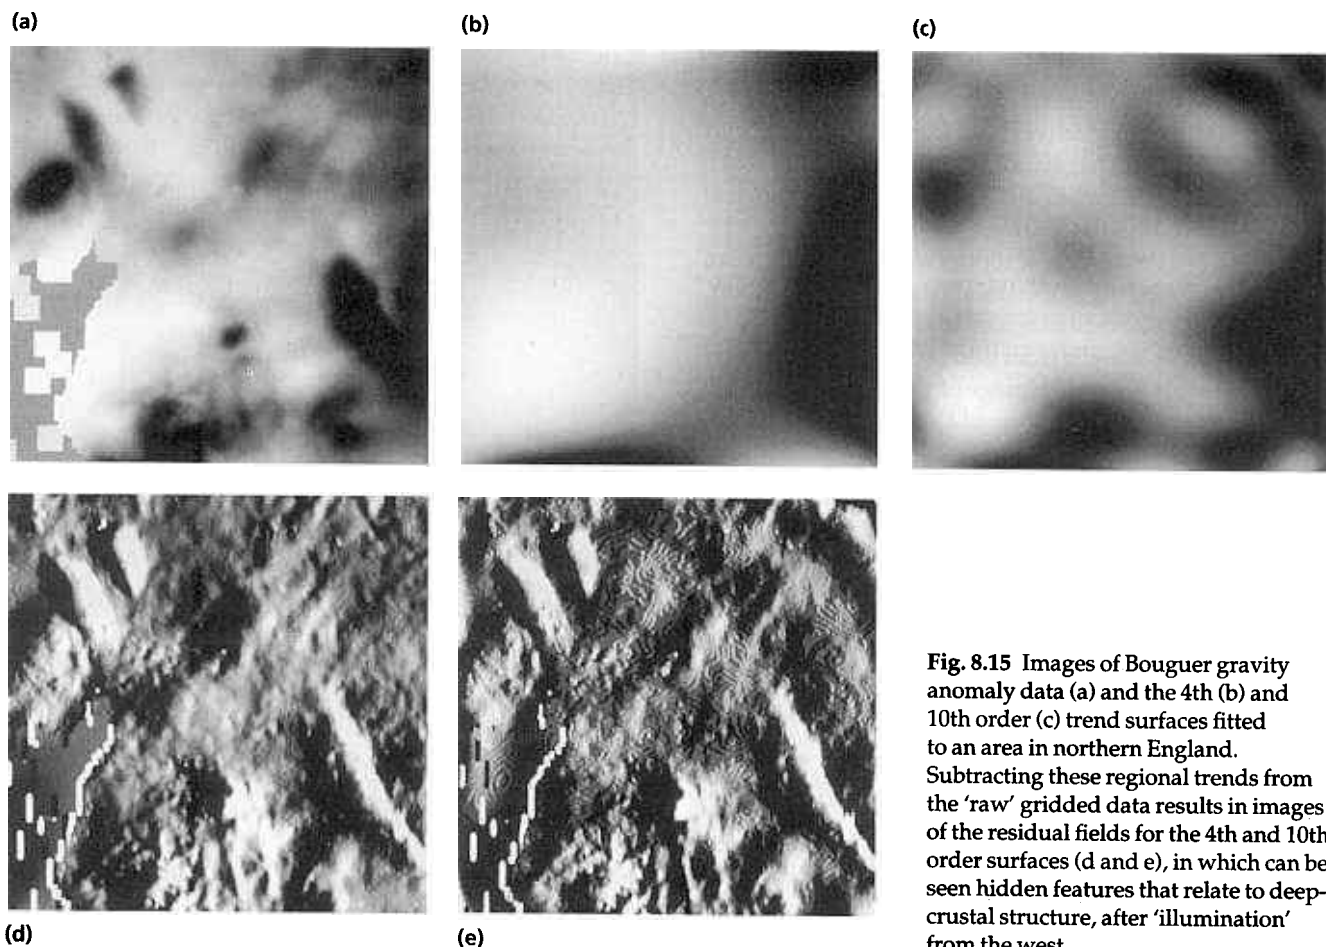 (a)
(b)
(c)
(d)
(e)
Fig. 8.15 Images of Bouguer gravity
anomaly data (a) and the 4th (b) and
10th order (c) trend surfaces fitted
to an area in northern England.
Subtracting these regional trends from
the 'raw' gridded data results in images
of the residual fields for the 4th and 10th
order surfaces (d and e), in which can be
seen hidden features that relate to deep-
crustal structure, after 'illumination'
from the west